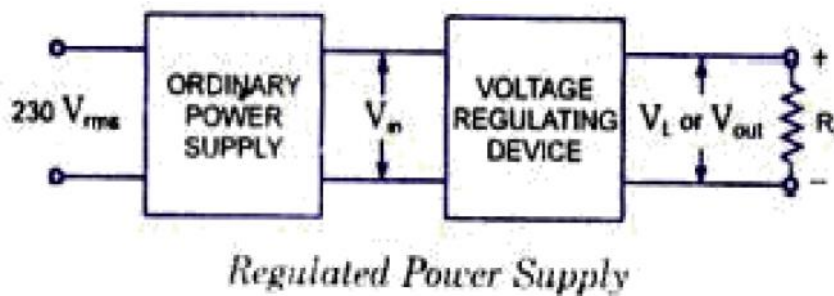 230 Vrms
ORDINARY
POWER
SUPPLY
Vin
VOLTAGE
REGULATING
DEVICE
VL or Vout
+
R
–
Regulated Power Supply